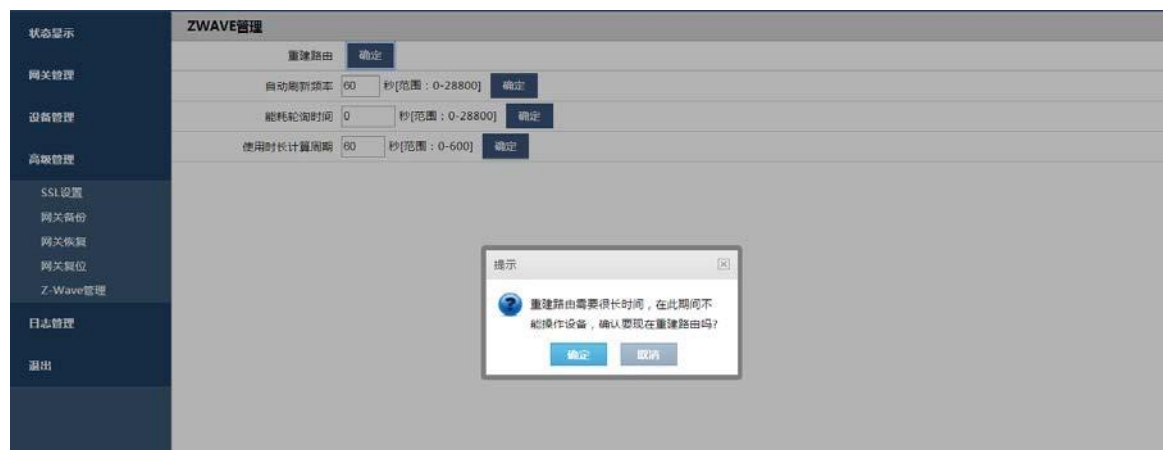 状态显示
网关管理
设备管理
高级管理
SSL设置
网关备份
网关恢复
网关复位
Z-Wave管理
日志管理
退出
ZWAVE管理
重建路由 确定
自动刷新频率 60 秒[范围：0-28800] 确定
能耗轮询时间 0 秒[范围：0-28800] 确定
使用时长计算周期 60 秒[范围：0-600] 确定
提示
重建路由需要很长时间，在此期间不
能操作设备，确认要现在重建路由吗?
确定 取消